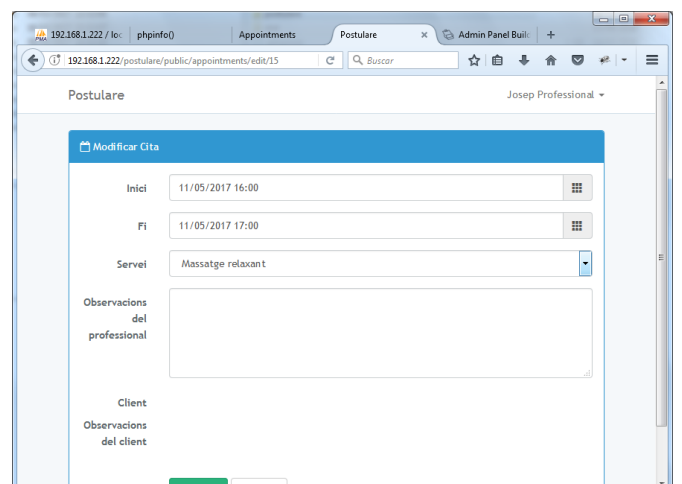 192.168.1.222 / loc
phpinfo()
Appointments
Postulare
Admin Panel Builc
192.168.1.222/postulare/public/appointments/edit/15
Buscar
Postulare
Josep Professional
Modificar Cita
Inici
11/05/2017 16:00
Fi
11/05/2017 17:00
Servei
Massatge relaxant
Observacions
del
professional
Client
Observacions
del client